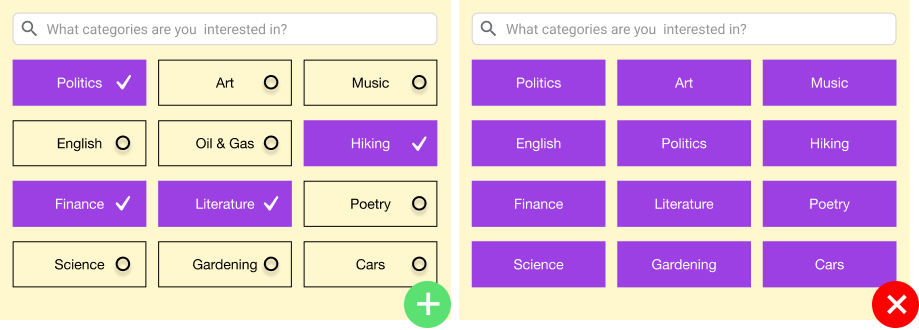 What categories are you  interested in?
Politics
Art
Music
English
Oil & Gas
Hiking
Finance
Literature
Poetry
Science
Gardening
Cars
What categories are you  interested in?
Politics
Art
Music
English
Politics
Hiking
Finance
Literature
Poetry
Science
Gardening
Cars